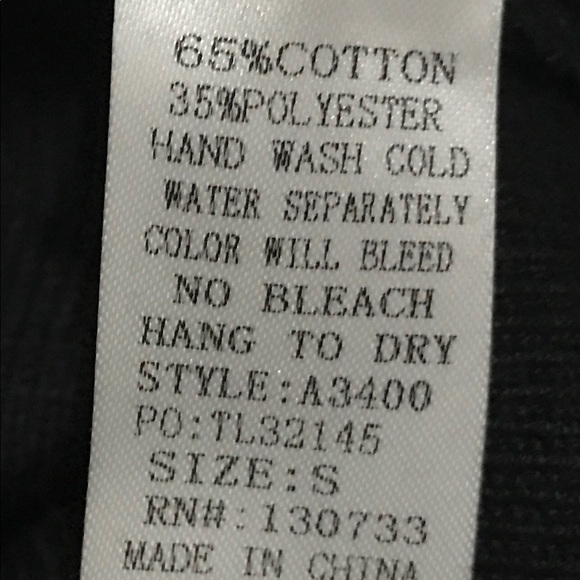 65%COTTON
35%POLYESTER
HAND WASH COLD
WATER SEPARATELY
COLOR WILL BLEED
NO BLEACH
HANG TO DRY
STYLE:A3400
PO:TL32145
SIZE:S
RN#:130733
MADE IN CHINA